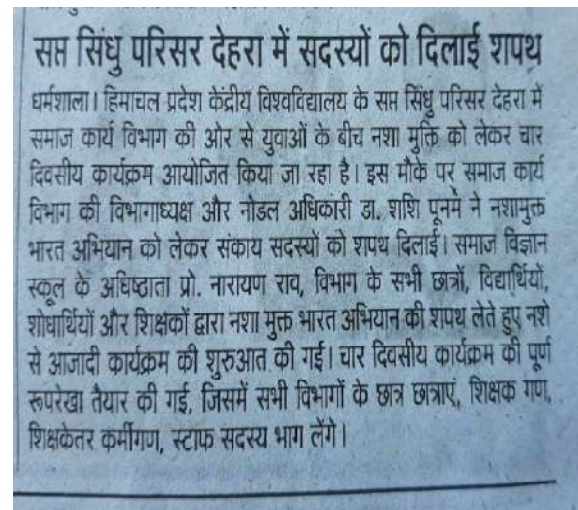 सप्त सिंधु परिसर देहरा में सदस्यों को दिलाई शपथ
धर्मशाला। हिमाचल प्रदेश केंद्रीय विश्वविद्यालय के सप्त सिंधु परिसर देहरा में
समाज कार्य विभाग की ओर से युवाओं के बीच नशा मुक्ति को लेकर चार
दिवसीय कार्यक्रम आयोजित किया जा रहा है। इस मौके पर समाज कार्य
विभाग की विभागाध्यक्ष और नोडल अधिकारी डा. शशि पूनम ने नशामुक्त
भारत अभियान को लेकर संकाय सदस्यों को शपथ दिलाई। समाज विज्ञान
स्कूल के अधिष्ठाता प्रो. नारायण राव, विभाग के सभी छात्रों, विद्यार्थियों,
शोधार्थियों और शिक्षकों द्वारा नशा मुक्त भारत अभियान की शपथ लेते हुए नशे
से आजादी कार्यक्रम की शुरुआत की गई। चार दिवसीय कार्यक्रम की पूर्ण
रूपरेखा तैयार की गई, जिसमें सभी विभागों के छात्र छात्राएं, शिक्षक गण,
शिक्षकेतर कर्मीगण, स्टाफ सदस्य भाग लेंगे।